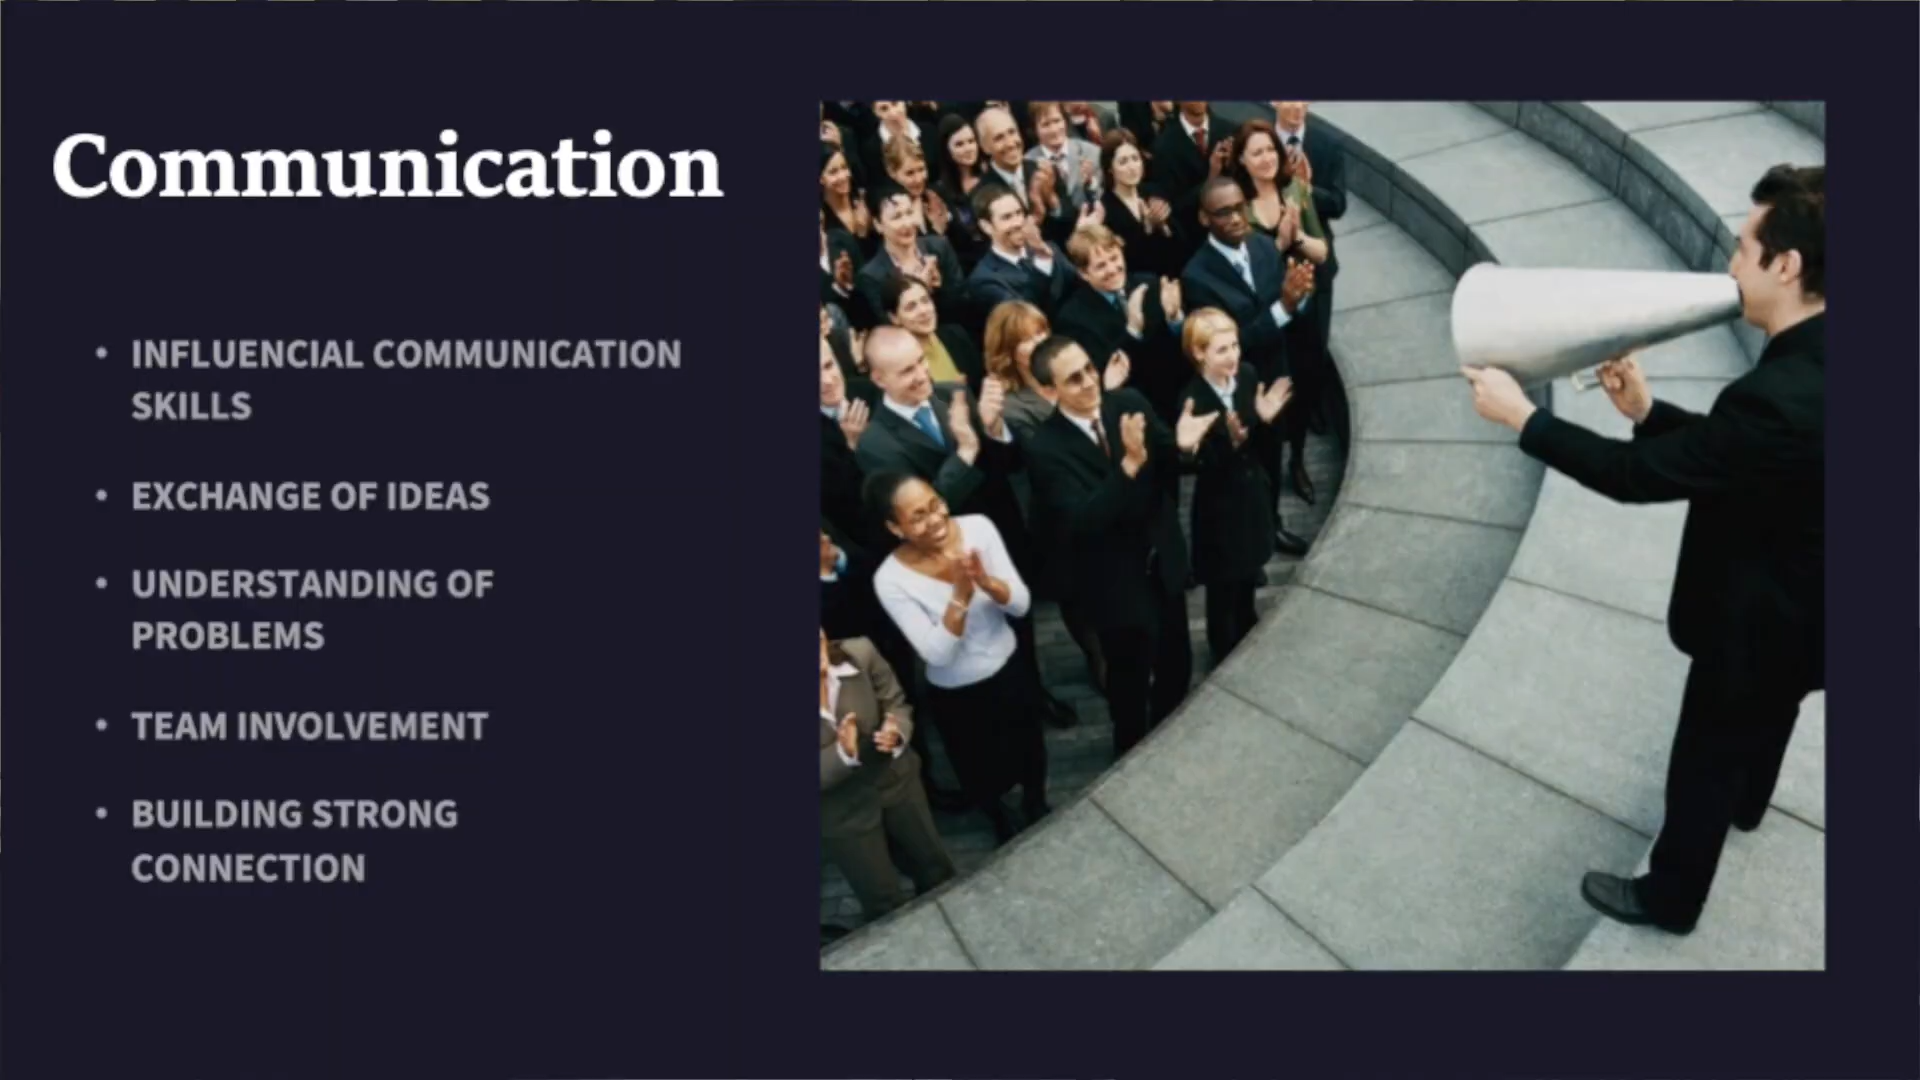 Communication
• INFLUENCIAL COMMUNICATION
SKILLS
• EXCHANGE OF IDEAS
• UNDERSTANDING OF
PROBLEMS
• TEAM INVOLVEMENT
• BUILDING STRONG
CONNECTION